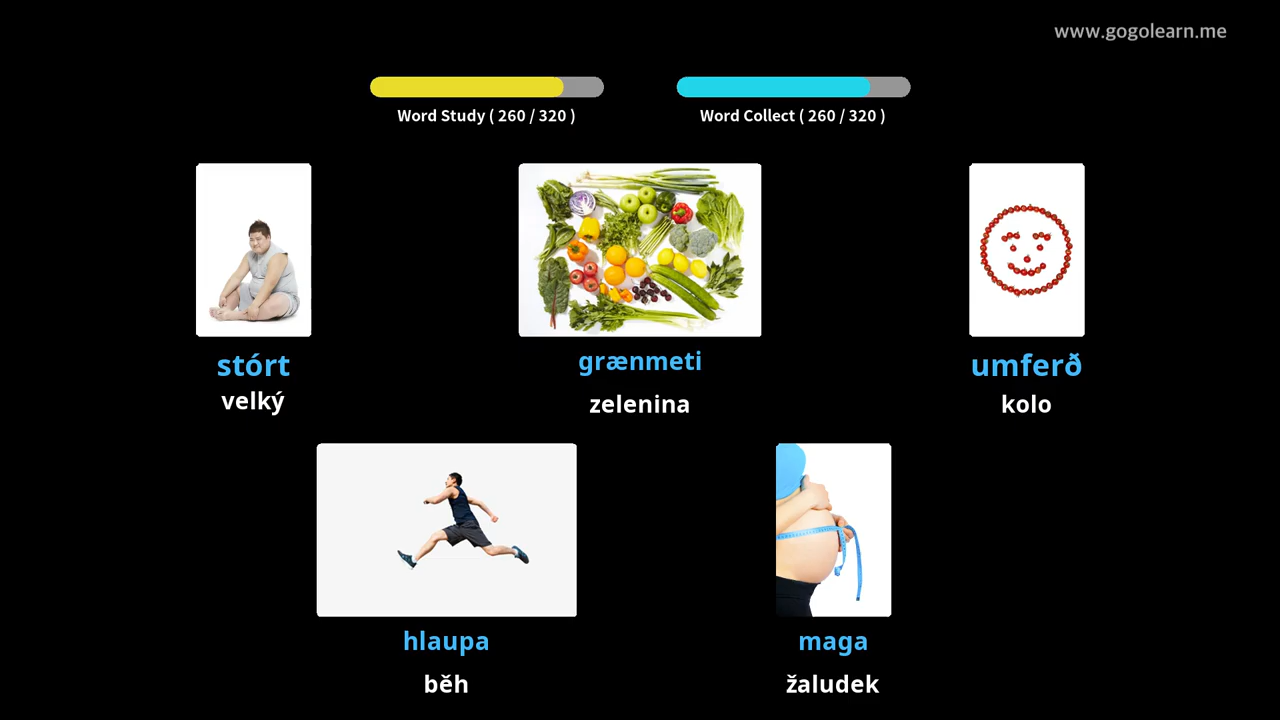 www.gogolearn.me
Word Study ( 260 / 320 )
Word Collect ( 260 / 320 )
stórt
velký
grænmeti
zelenina
umferð
kolo
hlaupa
běh
maga
žaludek